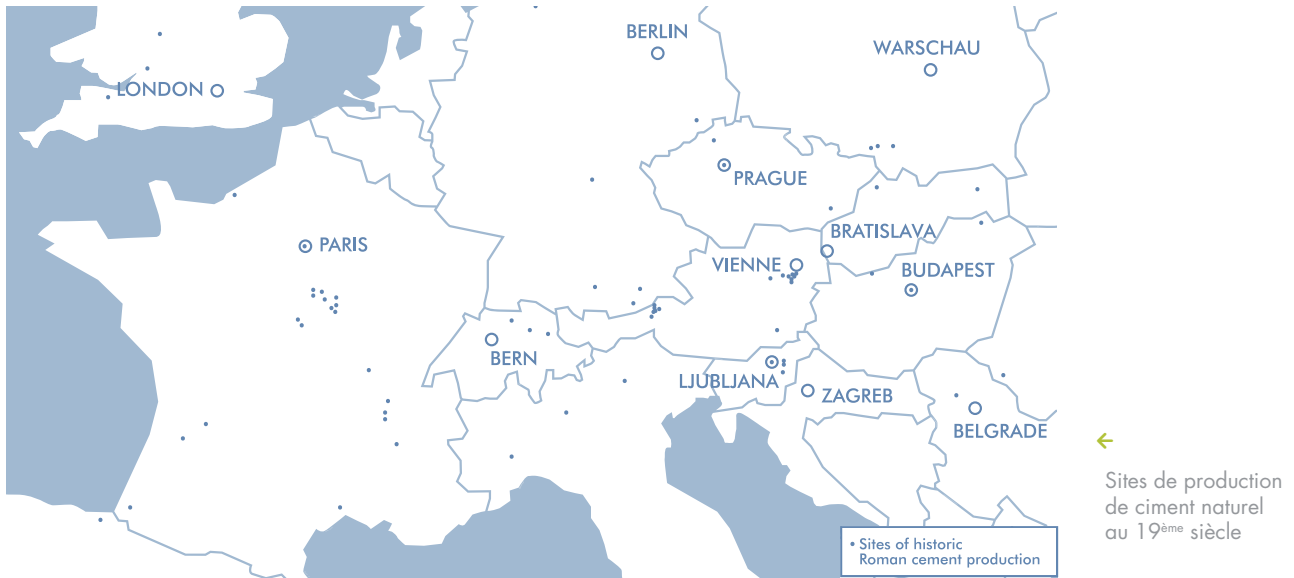 BERLIN
WARSCHAU
LONDON
PRAGUE
PARIS
BRATISLAVA
VIENNE
BUDAPEST
BERN
LJUBLJANA
ZAGREB
BELGRADE
←
Sites de production
de ciment naturel
au 19ème siècle
• Sites of historic
Roman cement production